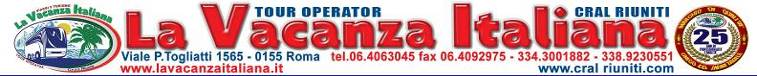 La Vacanza Italiana
TOUR OPERATOR CRAL RIUNITI
La Vacanza Italiana
25
Viale P.Togliatti 1565 - 0155 Roma tel.06.4063045 fax 06.4092975 - 334.3001882 - 338.9230551
www.lavacanzaitaliana.it www.cral riuniti.com